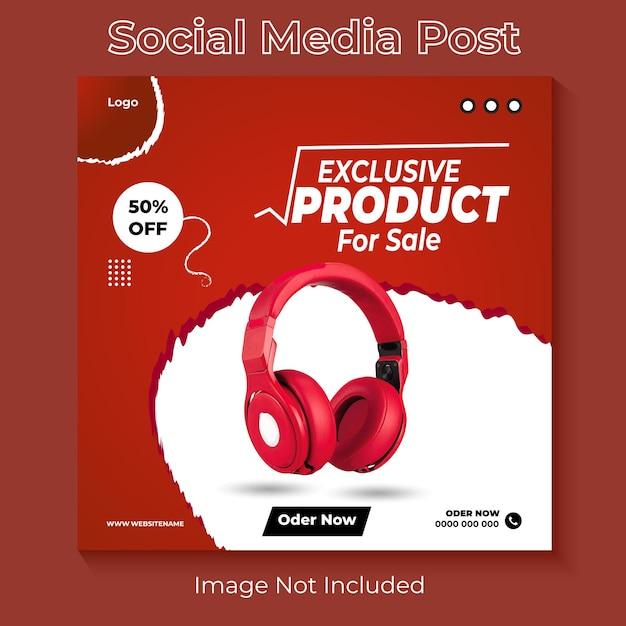 Social Media Post
Logo
EXCLUSIVE
PRODUCT
For Sale
50%
OFF
WWW.WEBSITENAME
Oder Now
ODER NOW
0000 000 000
Image Not Included